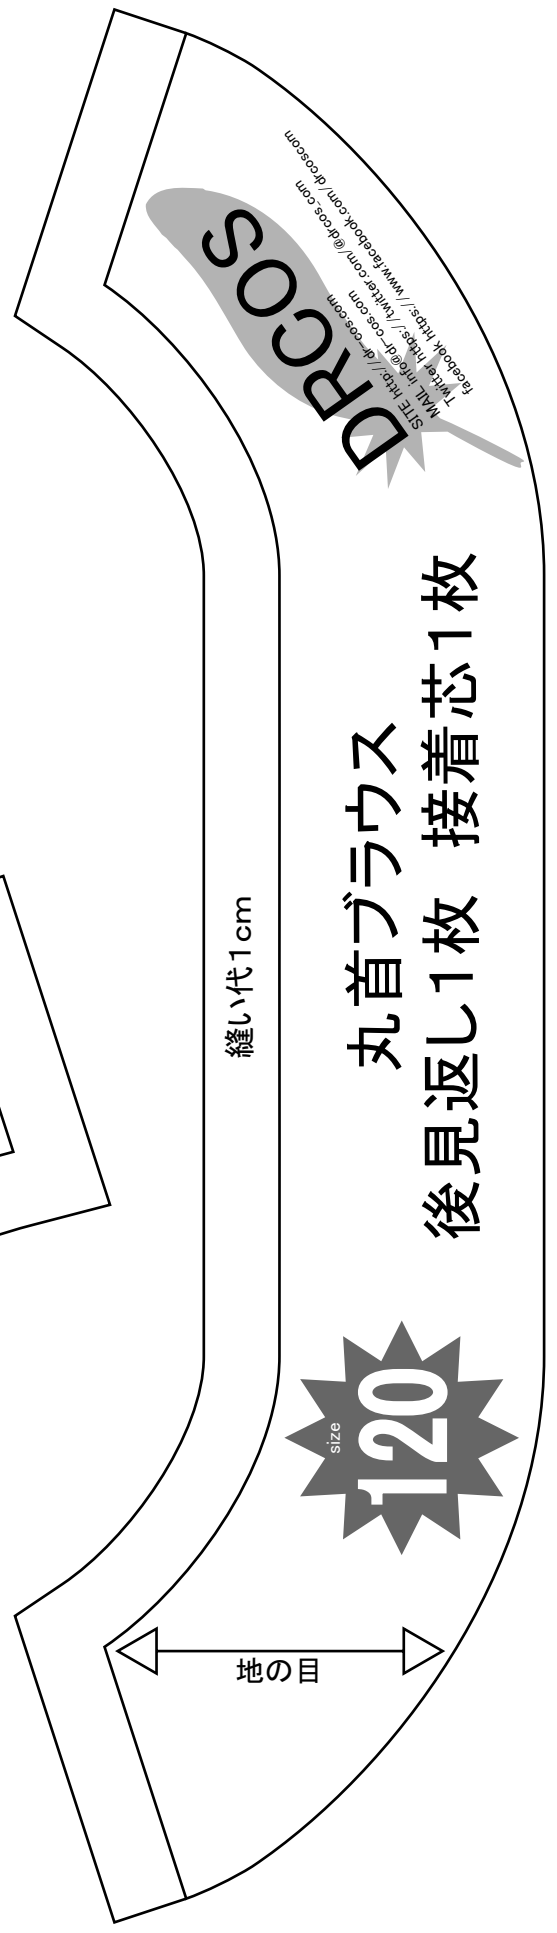 DRCOS
SITE http://dr-cos.com
MAIL info@dr-cos.com
Twitter https://twitter.com/@drcos_com
facebook https://www.facebook.com/drcoscom
丸首ブラウス
後見返し1枚 接着芯1枚
縫い代1cm
size
120
地の目